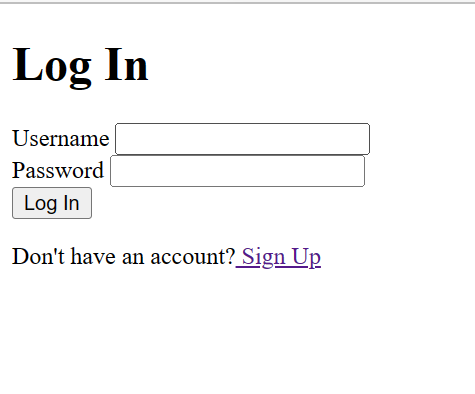 Log In
Username
Password
Log In
Don't have an account? Sign Up